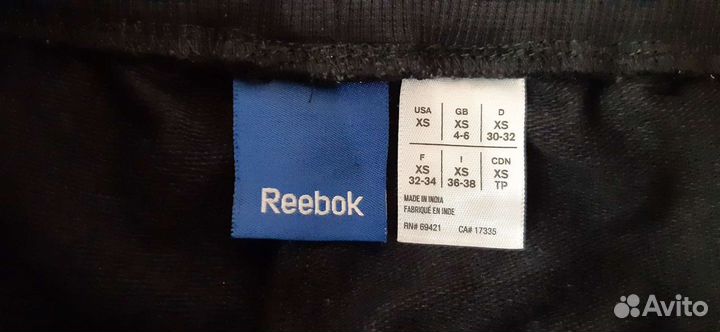 Reebok
USA GB D
XS XS XS
4-6 30-32
F I CDN
XS XS XS
32-34 36-38 TP
MADE IN INDIA
FABRIQUÉ EN INDE
RN# 69421 CA# 17335
Avito